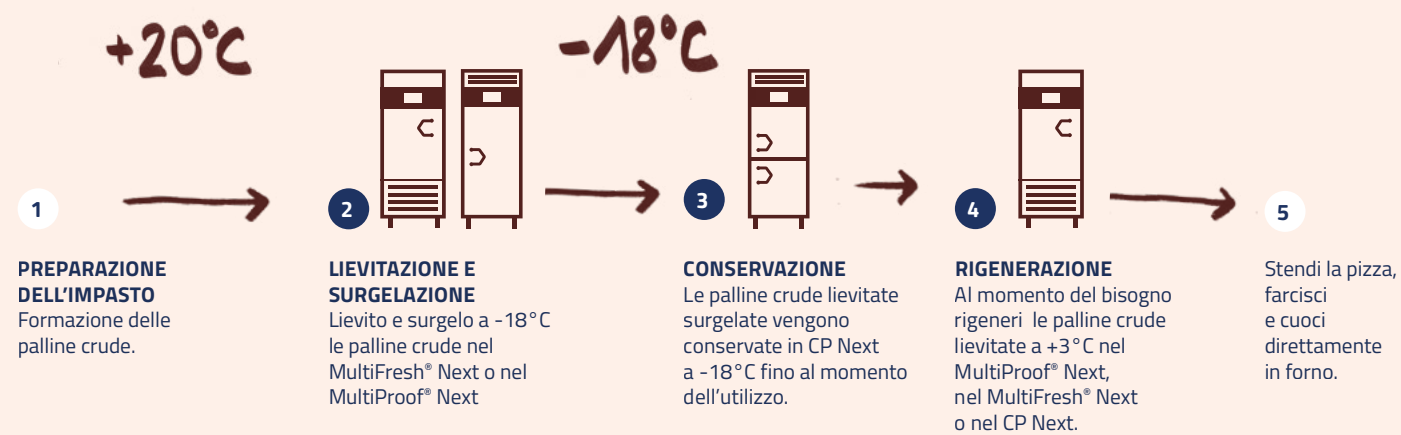 +20°C
-18°C
1
2
3
4
5
PREPARAZIONE
DELL’IMPASTO
Formazione delle
palline crude.
LIEVITAZIONE E
SURGELAZIONE
Lievito e surgelo a -18°C
le palline crude nel
MultiFresh® Next o nel
MultiProof® Next
CONSERVAZIONE
Le palline crude lievitate
surgelate vengono
conservate in CP Next
a -18°C fino al momento
dell’utilizzo.
RIGENERAZIONE
Al momento del bisogno
rigeneri le palline crude
lievitate a +3°C nel
MultiProof® Next,
nel MultiFresh® Next
o nel CP Next.
Stendi la pizza,
farcisci
e cuoci
direttamente
in forno.